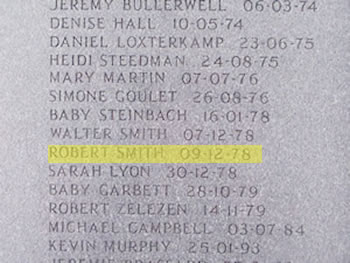 JEREMY BULLERWELL 06-03-74
DENISE HALL 10-05-74
DANIEL LOXTERKAMP 23-06-75
HEIDI STEEDMAN 24-08-75
MARY MARTIN 07-07-76
SIMONE GOULET 26-08-76
BABY STEINBACH 16-01-78
WALTER SMITH 07-12-78
ROBERT SMITH 09-12-78
SARAH LYON 30-12-78
BABY GARBETT 28-10-79
ROBERT ZELEZEN 14-11-79
MICHAEL CAMPBELL 03-07-84
KEVIN MURPHY 25-01-93